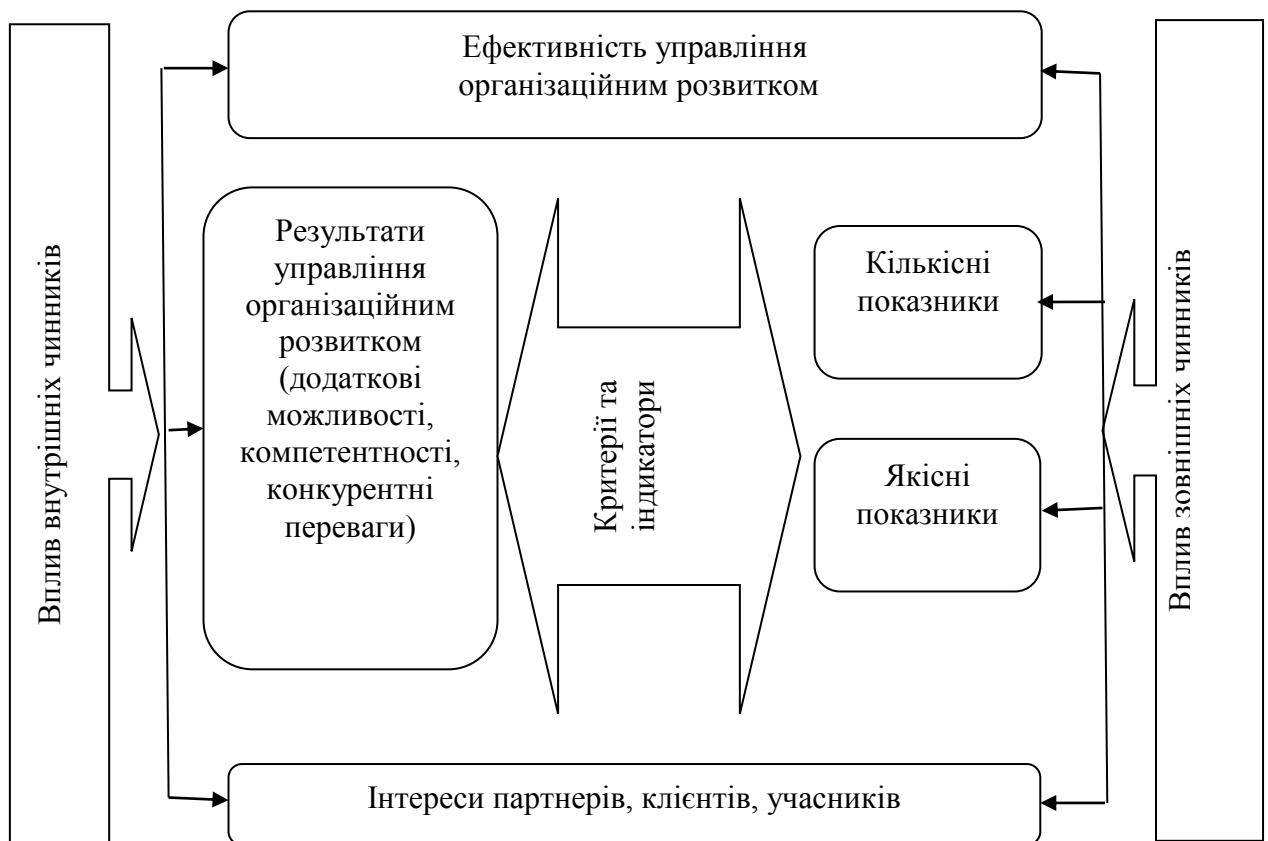 Ефективність управління
організаційним розвитком
Вплив внутрішніх чинників
Результати
управління
організаційним
розвитком
(додаткові
можливості,
компетентності,
конкурентні
переваги)
Критерії та
індикатори
Кількісні
показники
Якісні
показники
Вплив зовнішніх чинників
Інтереси партнерів, клієнтів, учасників